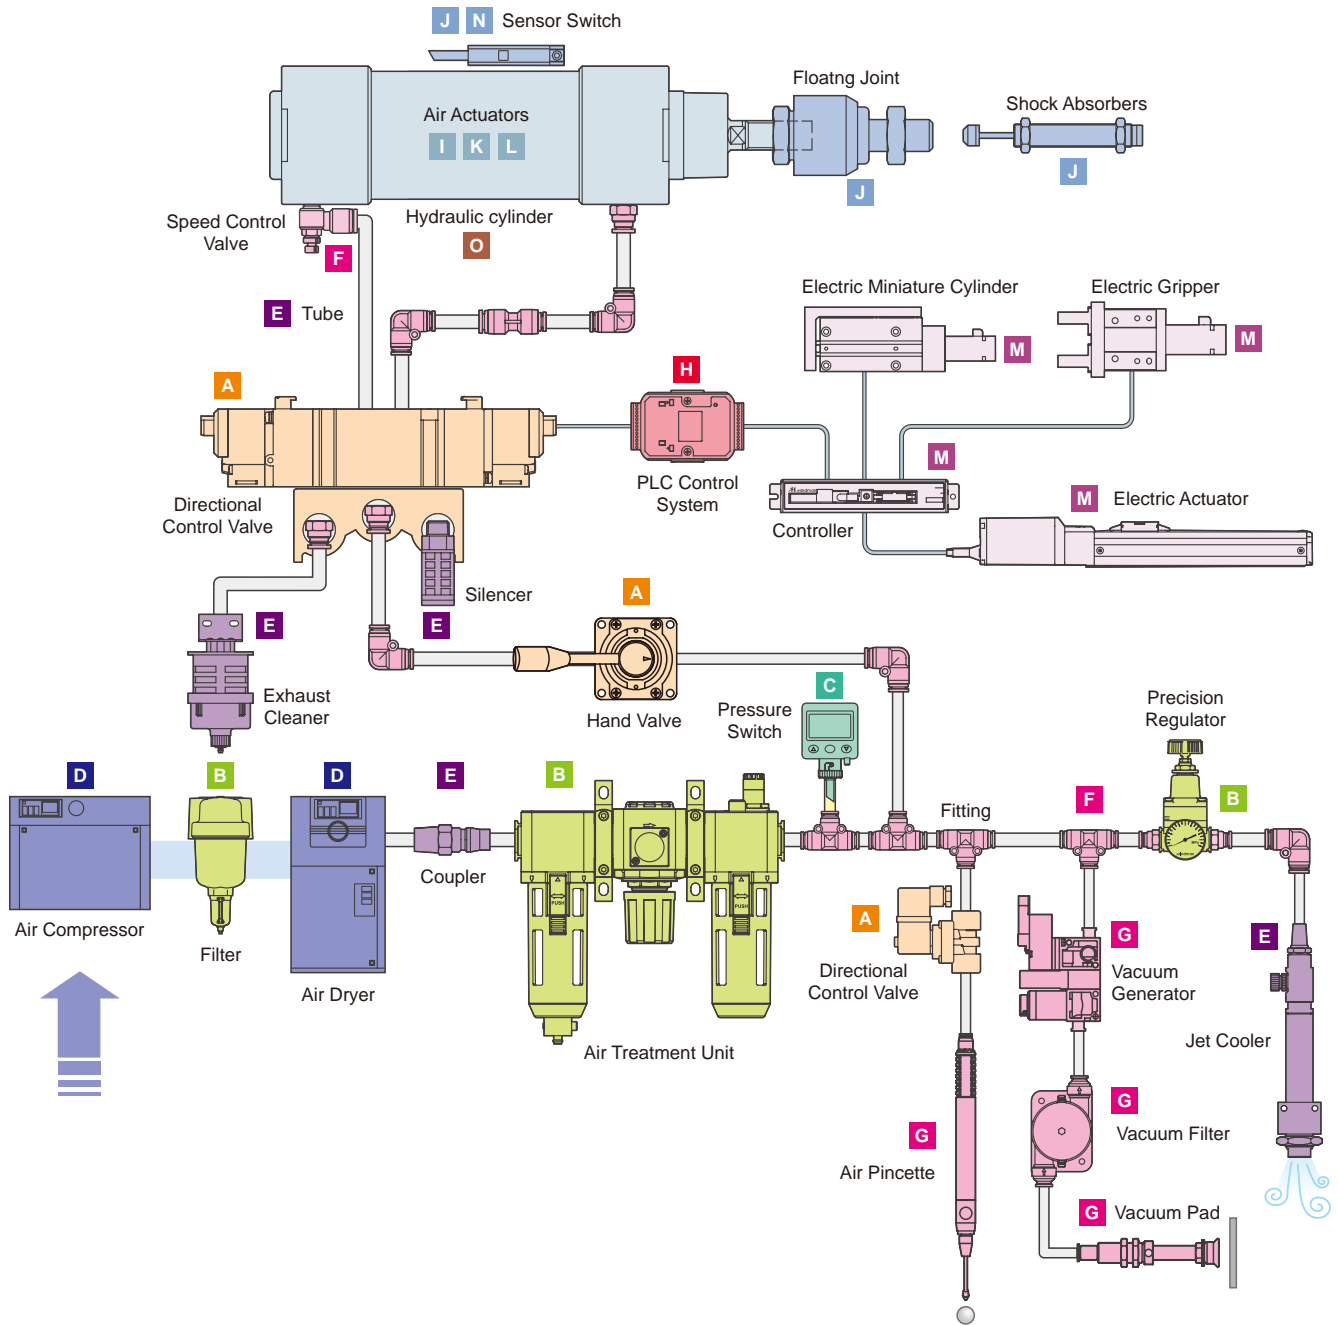 J N Sensor Switch
Floatng Joint
Shock Absorbers
J
Air Actuators
I K L
J
Speed Control
Valve
F
Hydraulic cylinder
O
E Tube
Electric Miniature Cylinder
M
Electric Gripper
M
A
H
PLC Control
System
M
Controller
M Electric Actuator
Directional
Control Valve
Silencer
E
E
Exhaust
Cleaner
A
Hand Valve
C
Pressure
Switch
Precision
Regulator
B
D
Air Compressor
B
Filter
D
Air Dryer
E
Coupler
B
PUSH
PUSH
Air Treatment Unit
Fitting
F
A
Directional
Control Valve
G
Vacuum
Generator
E
Jet Cooler
G
Vacuum Filter
G
Air Pincette
G Vacuum Pad